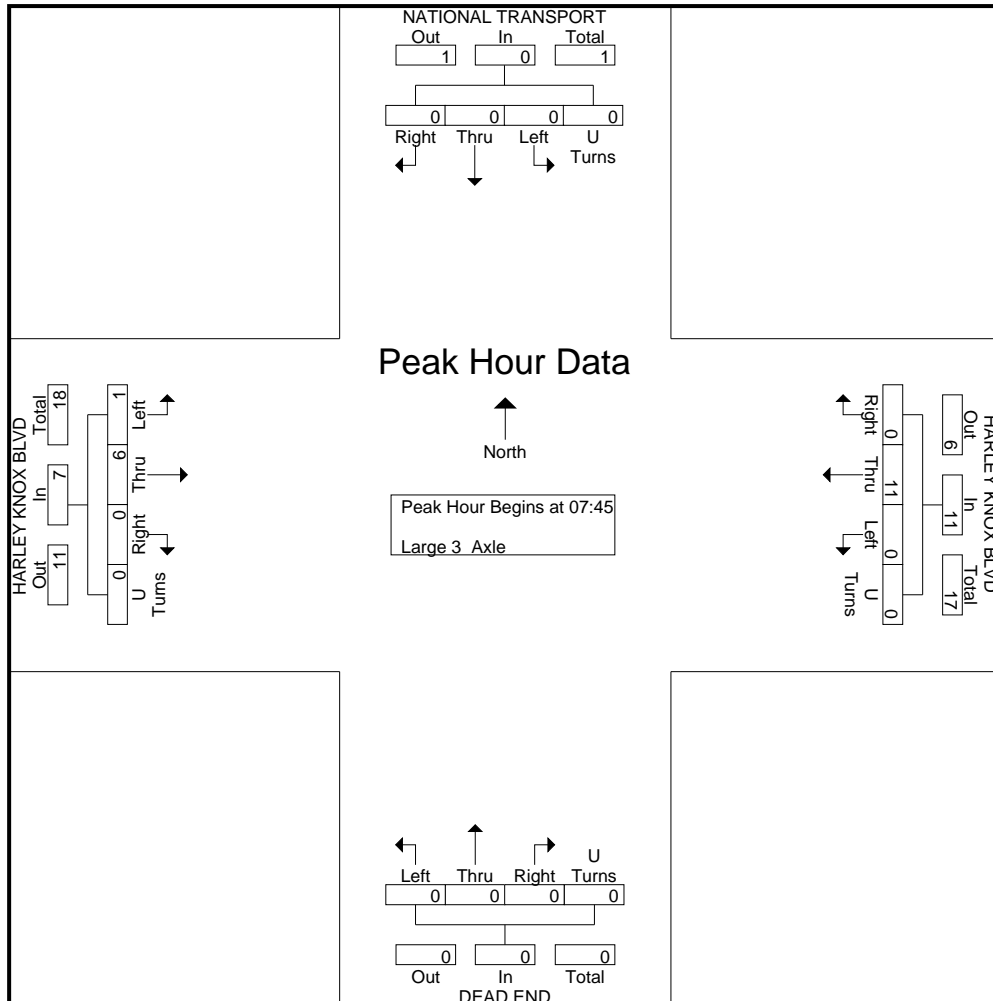 NATIONAL TRANSPORT
Out In Total
1 0 1
0 0 0 0
Right Thru Left U Turns
Peak Hour Data
North
Peak Hour Begins at 07:45
Large 3 Axle
HARLEY KNOX BLVD
Total In Out
18 7 11
1 6 0 0
Left Thru Right U Turns
HARLEY KNOX BLVD
Out In Total
6 11 17
0 11 0 0
Right Thru Left U Turns
Left Thru Right U Turns
0 0 0 0
0 0 0
Out In Total
DEAD END